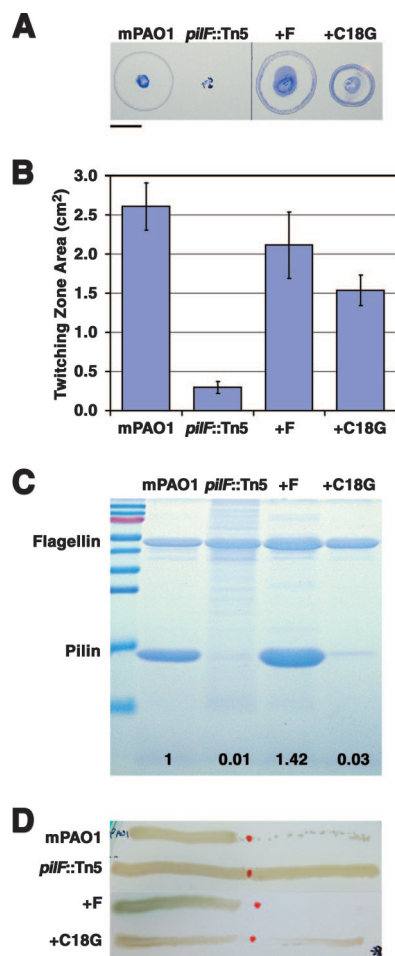 A
mPAO1 pilF::Tn5 +F +C18G
B
Twitching Zone Area (cm²)
3.0
2.5
2.0
1.5
1.0
0.5
0.0
mPAO1 pilF::Tn5 +F +C18G
C
mPAO1 pilF::Tn5 +F +C18G
Flagellin
Pilin
1 0.01 1.42 0.03
D
mPAO1
pilF::Tn5
+F
+C18G